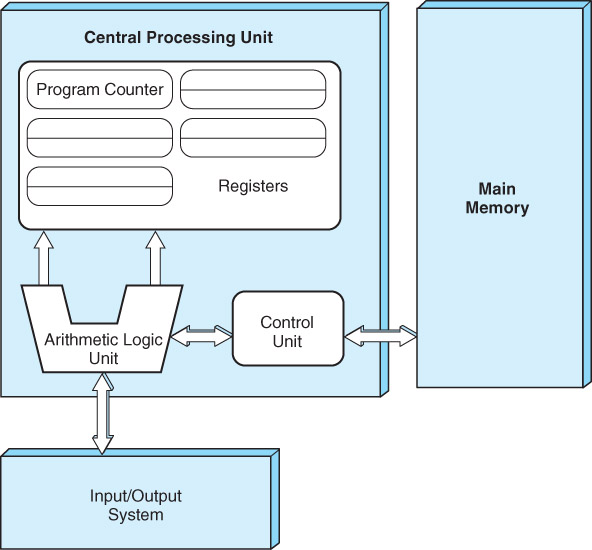 Central Processing Unit
Program Counter
Registers
Main
Memory
Arithmetic Logic
Unit
Control
Unit
Input/Output
System